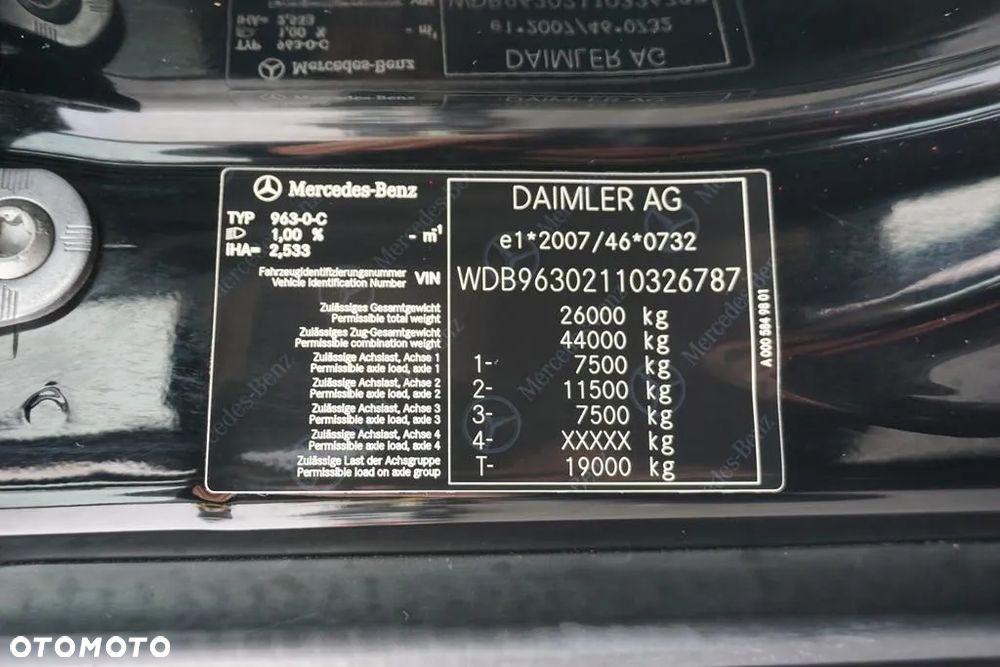 Mercedes-Benz
DAIMLER AG
TYP 963-0-C
1,00 % - m⁻¹
IHA= 2,533
e1*2007/46*0732
Fahrzeugidentifizierungsnummer
Vehicle Identification Number VIN WDB96302110326787
Zulässiges Gesamtgewicht
Permissible total weight 26000 kg
Zulässiges Zug-Gesamtgewicht
Permissible combination weight 44000 kg
Zulässige Achslast, Achse 1
Permissible axle load, axle 1 1- 7500 kg
Zulässige Achslast, Achse 2
Permissible axle load, axle 2 2- 11500 kg
Zulässige Achslast, Achse 3
Permissible axle load, axle 3 3- 7500 kg
Zulässige Achslast, Achse 4
Permissible axle load, axle 4 4- XXXXX kg
Zulässige Last der Achsgruppe
Permissible load on axle group T- 19000 kg
A 000 584 98 01
OTOMOTO